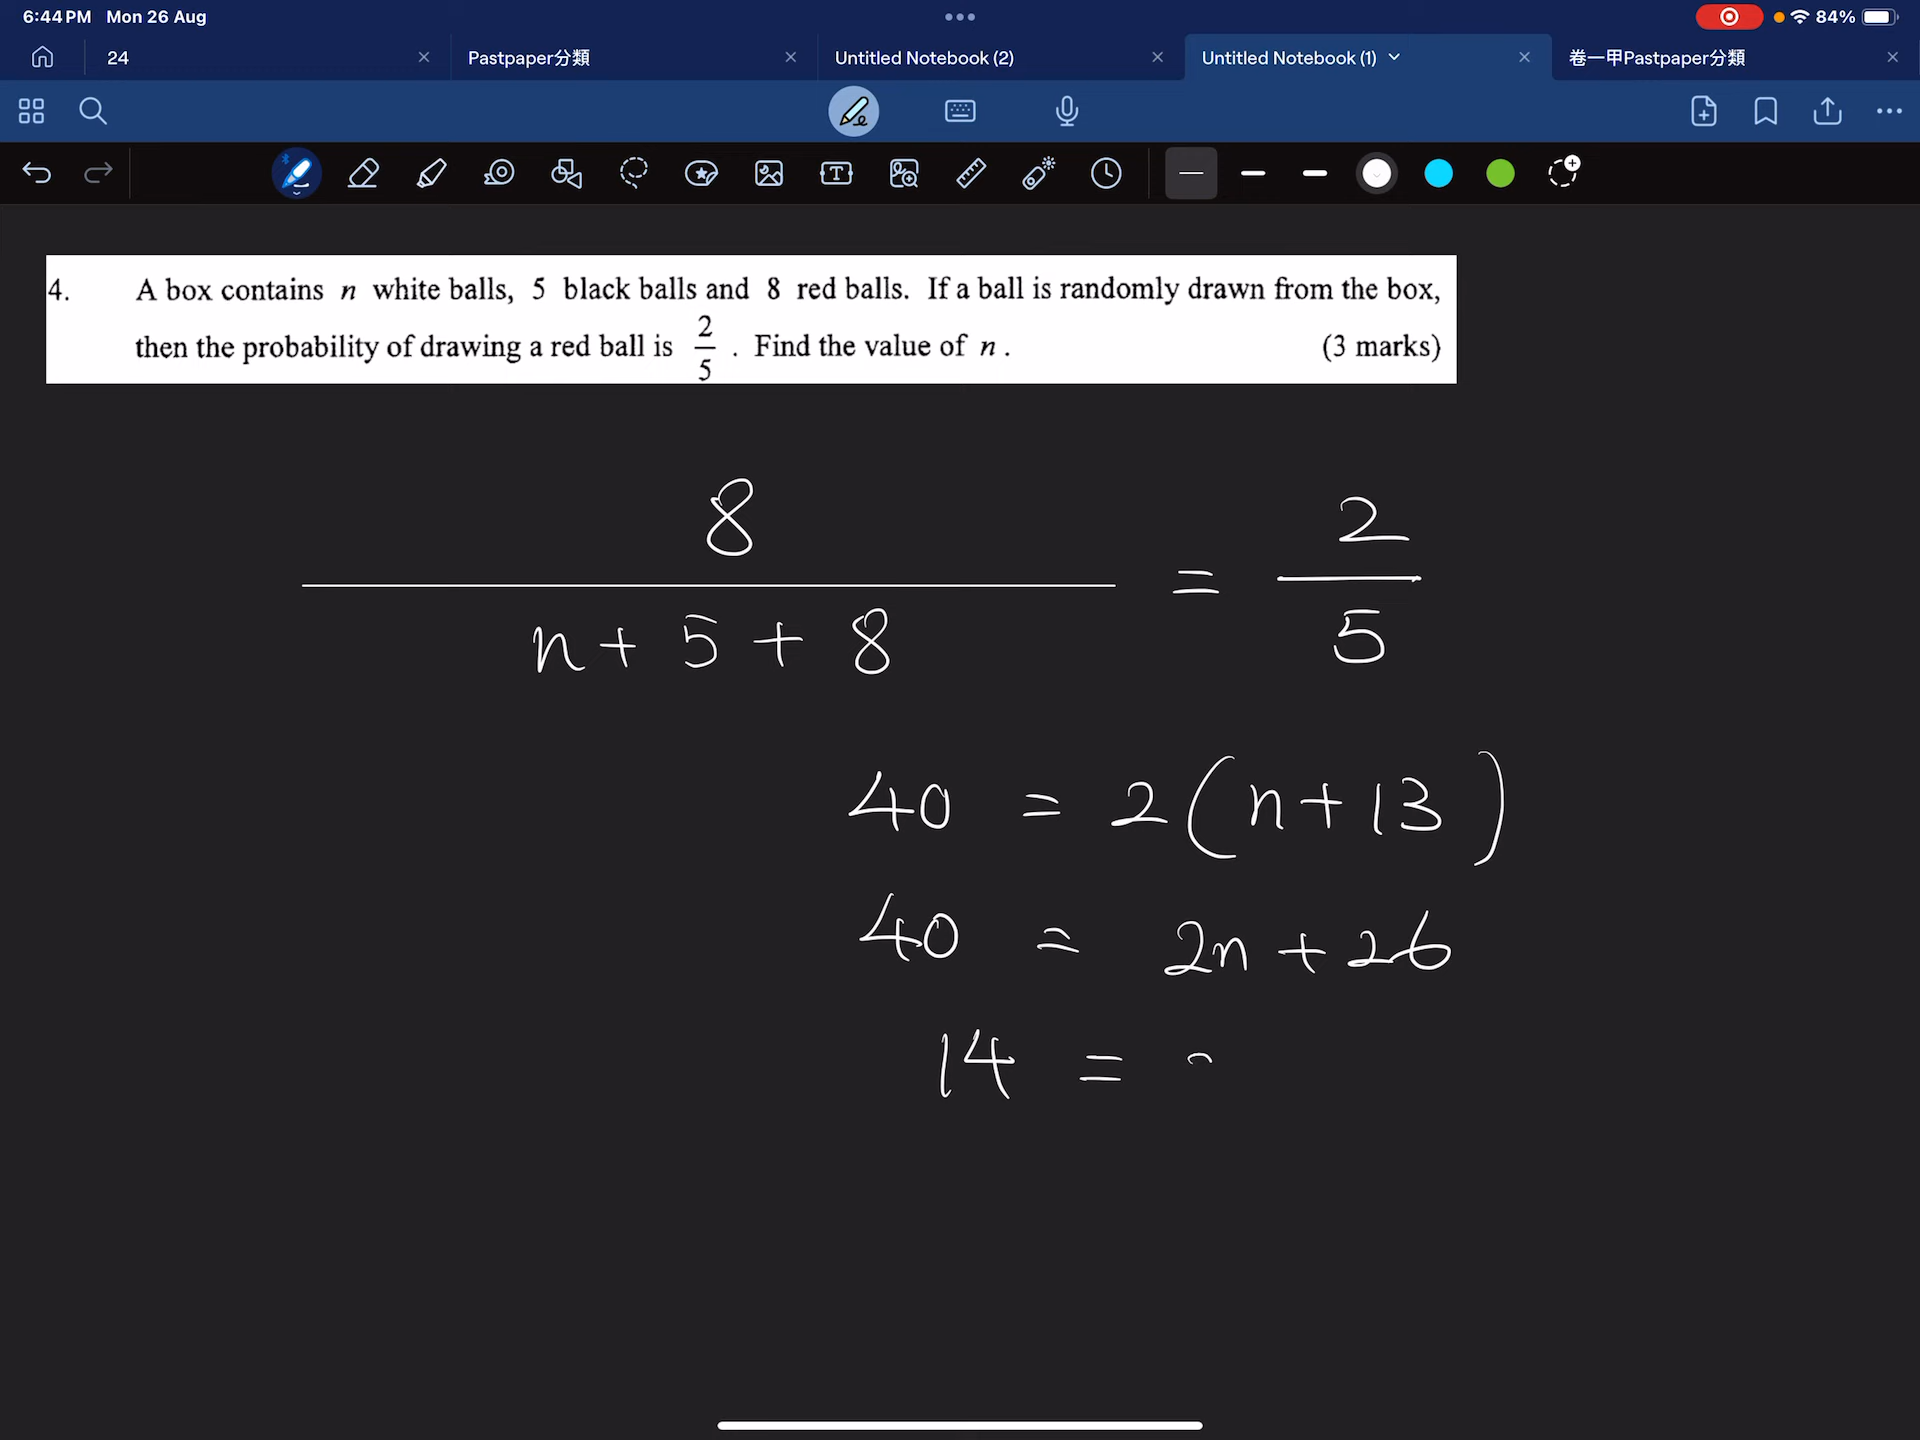 6:44 PM Mon 26 Aug
84%
24
Pastpaper分類
Untitled Notebook (2)
Untitled Notebook (1)
卷一甲Pastpaper分類
4. A box contains n white balls, 5 black balls and 8 red balls. If a ball is randomly drawn from the box,
then the probability of drawing a red ball is 2/5 . Find the value of n . (3 marks)
8/(n + 5 + 8) = 2/5
40 = 2(n+13)
40 = 2n + 26
14 =